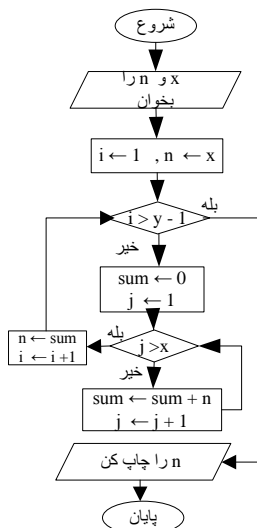 شروع
x و n را
بخوان
i ← 1 , n ← x
i > y - 1
بله
خیر
sum ← 0
j ← 1
j >x
بله
خیر
n ← sum
i ← i +1
sum ← sum + n
j ← j + 1
n را چاپ کن
پایان